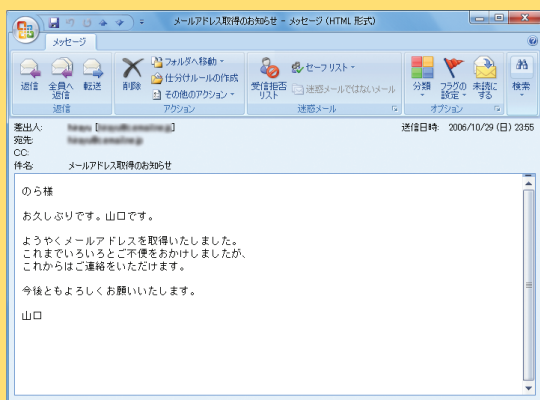 メールアドレス取得のお知らせ - メッセージ (HTML 形式)
メッセージ
返信
全員へ
返信
転送
返信
削除
フォルダへ移動
仕分けルールの作成
その他のアクション
アクション
受信拒否
リスト
セーフ リスト
迷惑メールではないメール
迷惑メール
分類
フラグの
設定
未読に
する
オプション
検索
差出人:
送信日時: 2006/10/29 (日) 23:55
宛先:
CC:
件名: メールアドレス取得のお知らせ
のら様
お久しぶりです。山口です。
ようやくメールアドレスを取得いたしました。
これまでいろいろとご不便をおかけしましたが、
これからはご連絡をいただけます。
今後ともよろしくお願いいたします。
山口